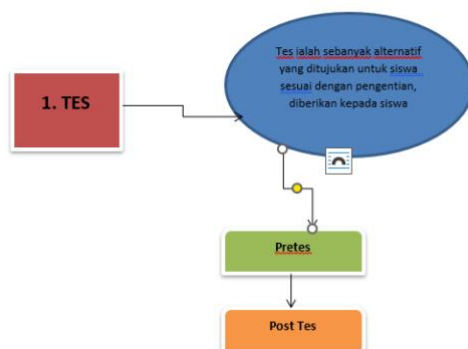 Tes ialah sebanyak alternatif
yang ditujukan untuk siswa
sesuai dengan pengentian,
diberikan kepada siswa
1. TES
Pretes
Post Tes